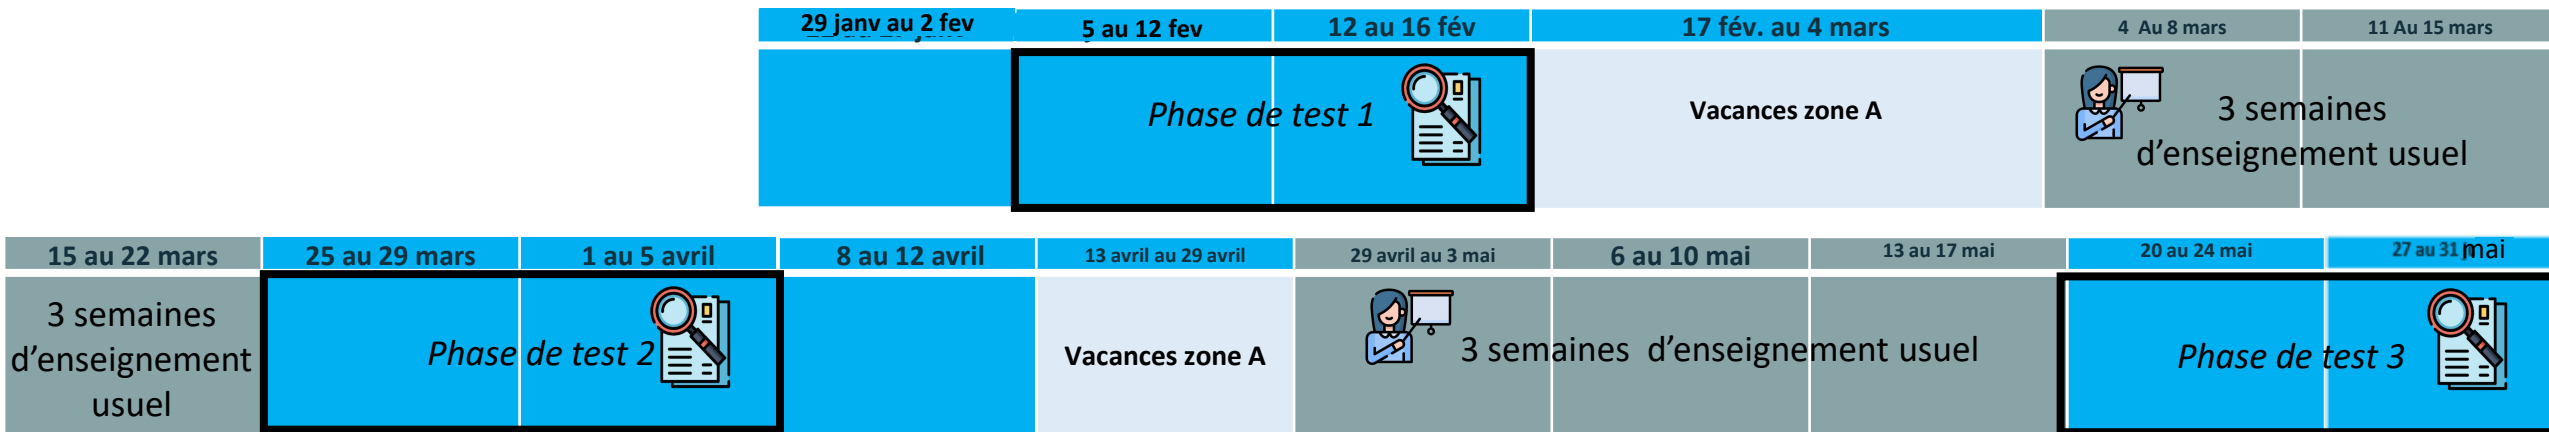 29 janv au 2 fev
5 au 12 fev
12 au 16 fév
17 fév. au 4 mars
4 Au 8 mars
11 Au 15 mars
Phase de test 1
Vacances zone A
3 semaines
d'enseignement usuel
15 au 22 mars
25 au 29 mars
1 au 5 avril
8 au 12 avril
13 avril au 29 avril
29 avril au 3 mai
6 au 10 mai
13 au 17 mai
20 au 24 mai
27 au 31 mai
3 semaines
d'enseignement
usuel
Phase de test 2
Vacances zone A
3 semaines d'enseignement usuel
Phase de test 3